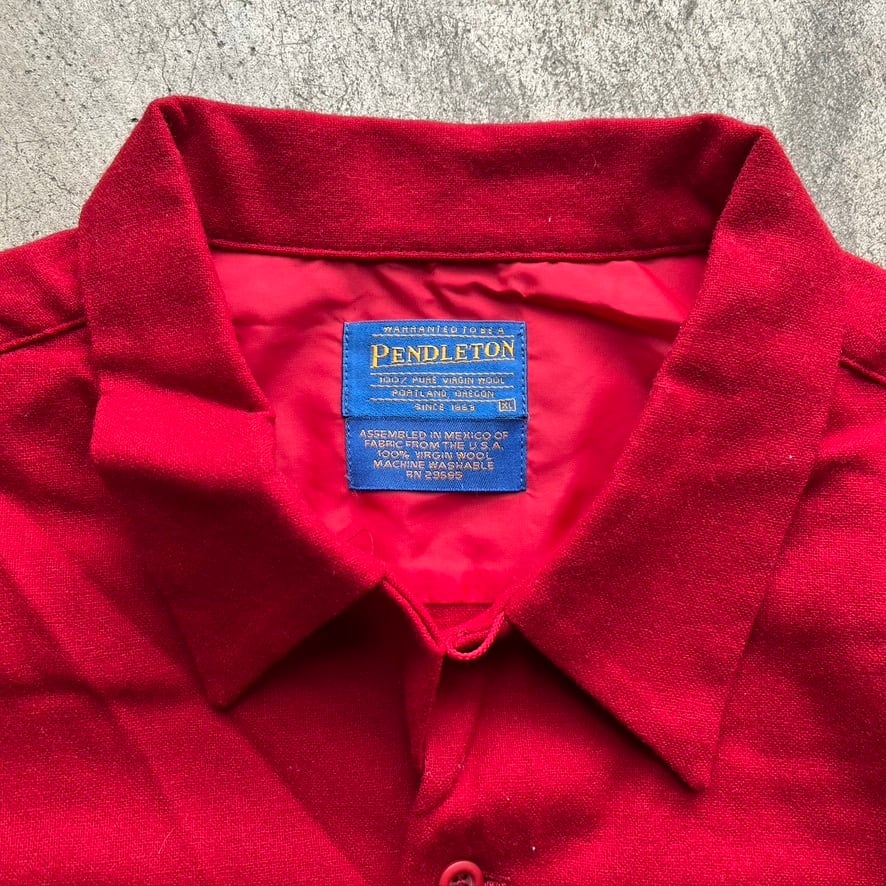 WARRANTED TO BE A
PENDLETON
100% PURE VIRGIN WOOL
PORTLAND, OREGON
SINCE 1863 XL
ASSEMBLED IN MEXICO OF
FABRIC FROM THE U.S.A.
100% VIRGIN WOOL
MACHINE WASHABLE
RN 29685